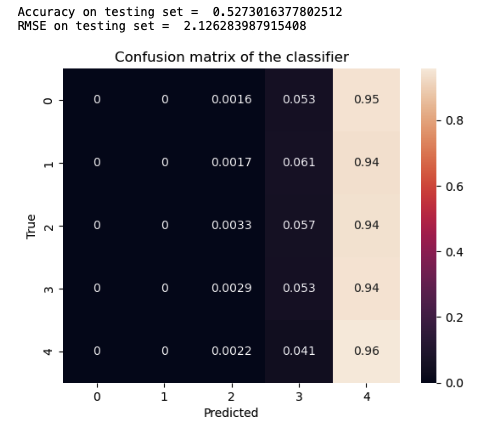 Accuracy on testing set =  0.5273016377802512
RMSE on testing set =  2.126283987915408
Confusion matrix of the classifier
0 0 0 0.0016 0.053 0.95
1 0 0 0.0017 0.061 0.94
2 0 0 0.0033 0.057 0.94
3 0 0 0.0029 0.053 0.94
4 0 0 0.0022 0.041 0.96
True
0 1 2 3 4
Predicted
0.8
0.6
0.4
0.2
0.0